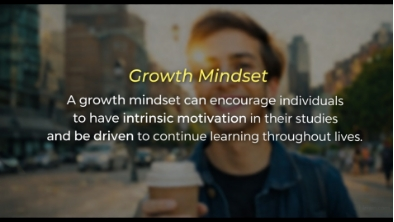 Growth Mindset
A growth mindset can encourage individuals
to have intrinsic motivation in their studies
and be driven to continue learning throughout lives.